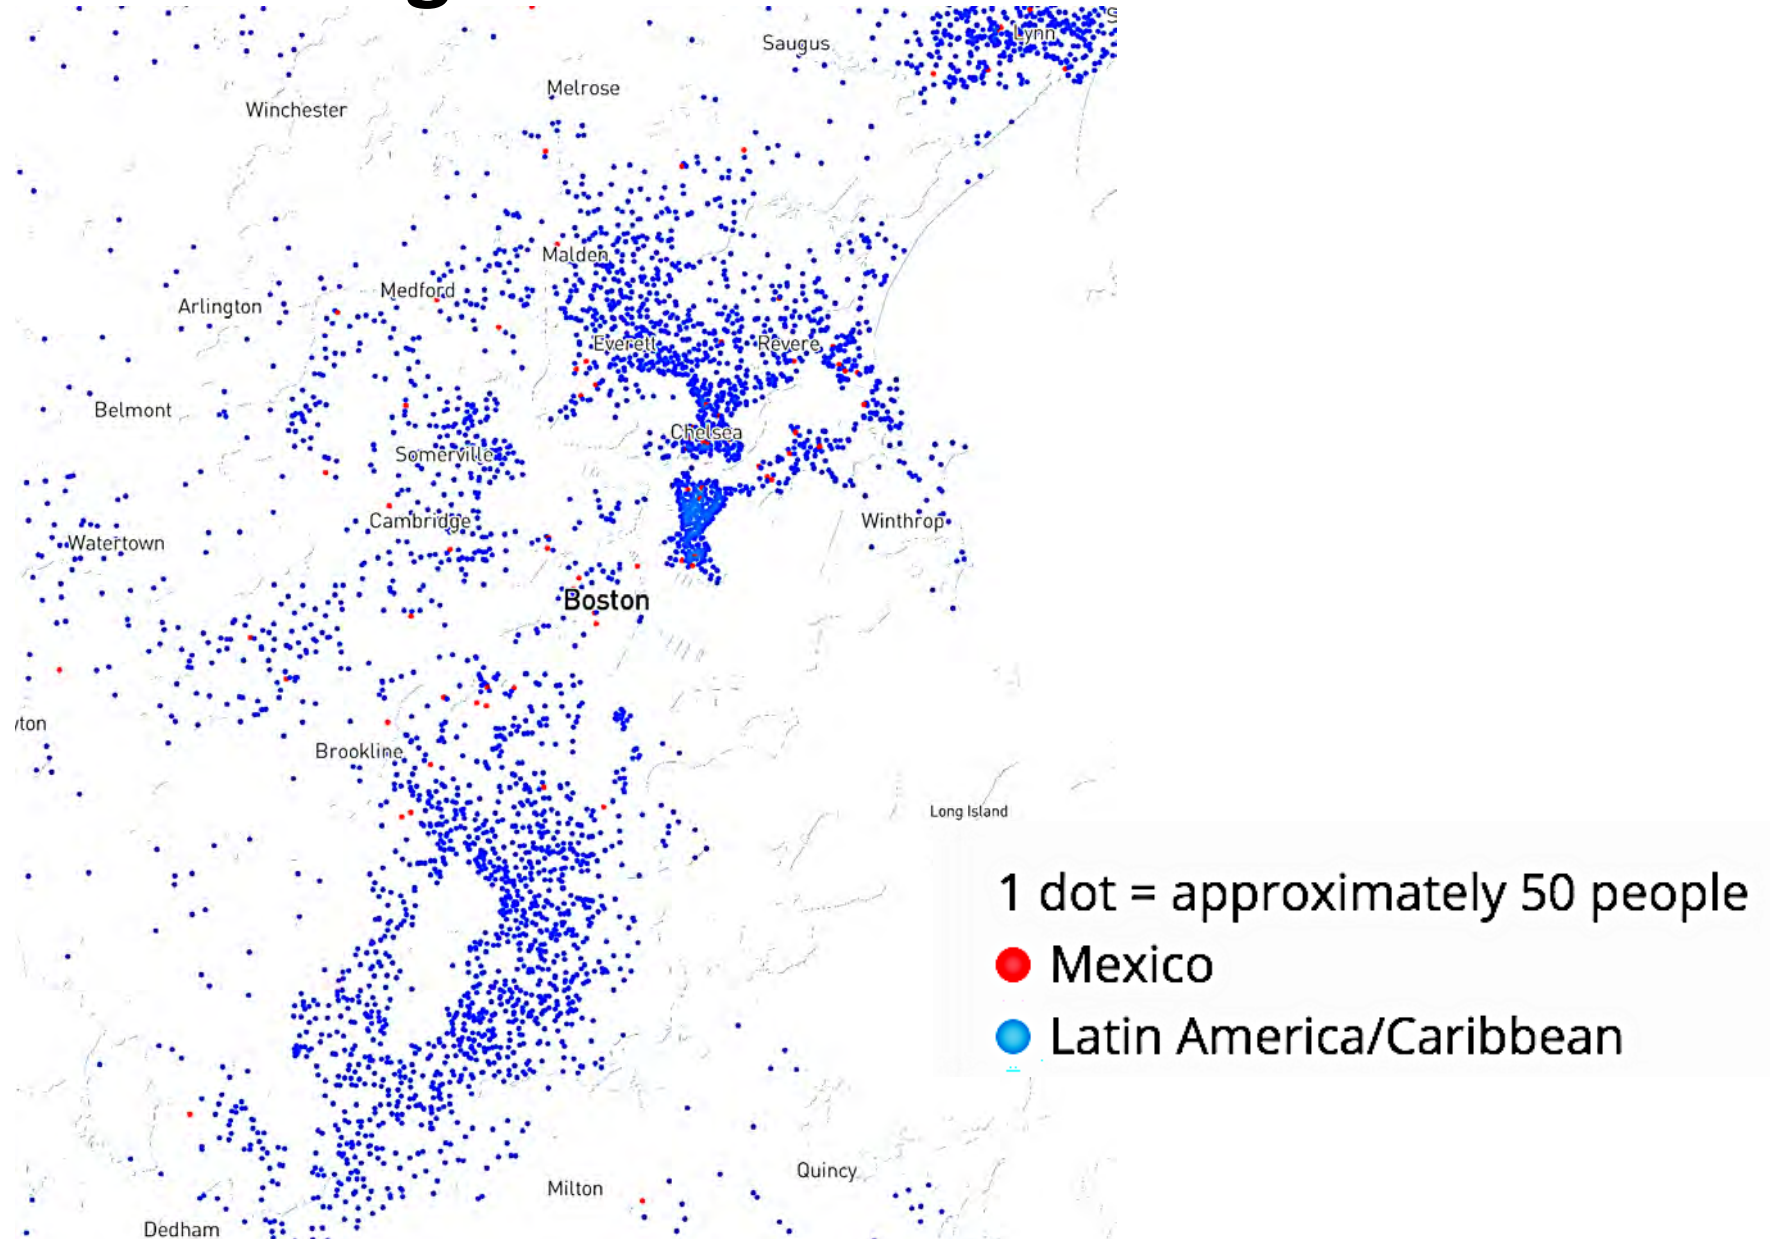 Saugus
Lynn
Melrose
Winchester
Malden
Medford
Arlington
Everett
Revere
Belmont
Chelsea
Somerville
Cambridge
Winthrop
Watertown
Boston
Brookline
Long Island
1 dot = approximately 50 people
Mexico
Latin America/Caribbean
Quincy
Milton
Dedham